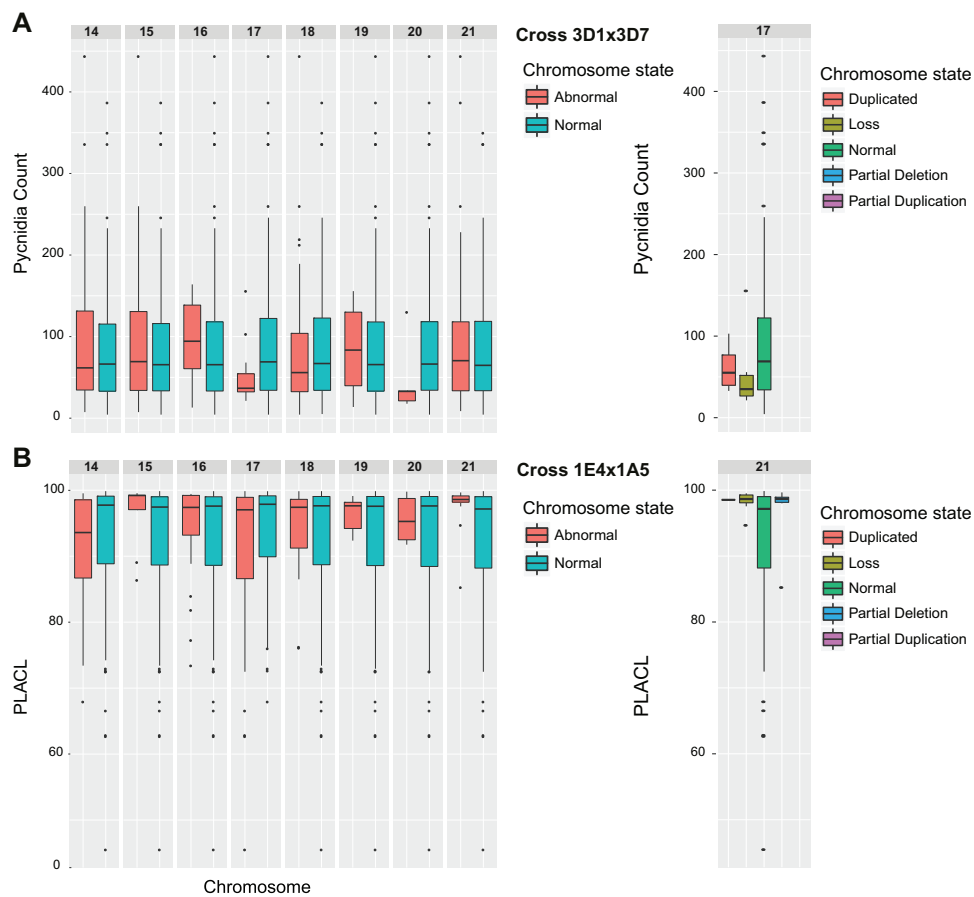 A
14 15 16 17 18 19 20 21
Cross 3D1x3D7
Chromosome state
Abnormal
Normal
Pycnidia Count
400
300
200
100
0
17
Pycnidia Count
400
300
200
100
0
Chromosome state
Duplicated
Loss
Normal
Partial Deletion
Partial Duplication
B
14 15 16 17 18 19 20 21
Cross 1E4x1A5
Chromosome state
Abnormal
Normal
PLACL
100
80
60
0
Chromosome
21
PLACL
100
80
60
Chromosome state
Duplicated
Loss
Normal
Partial Deletion
Partial Duplication